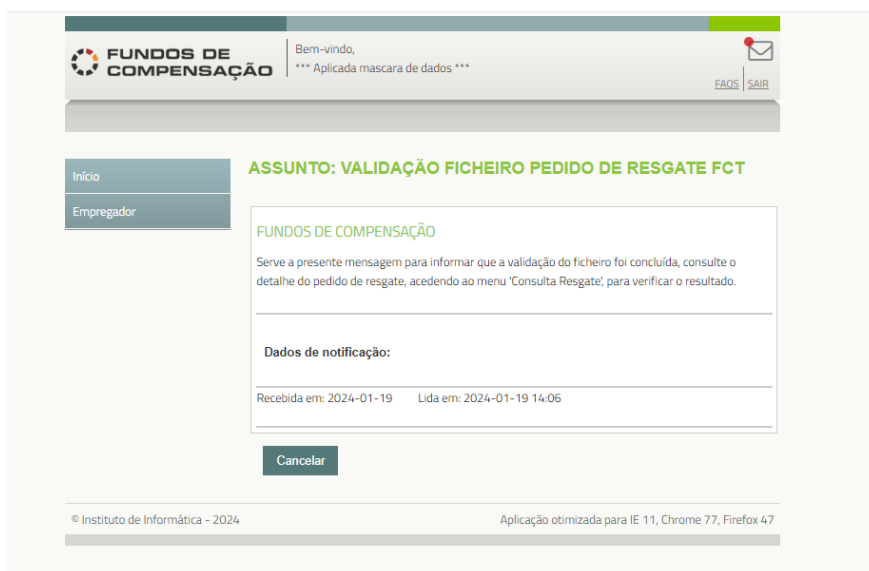 FUNDOS DE
COMPENSAÇÃO
Bem-vindo,
*** Aplicada mascara de dados ***
FAQS SAIR
Início
Empregador
ASSUNTO: VALIDAÇÃO FICHEIRO PEDIDO DE RESGATE FCT
FUNDOS DE COMPENSAÇÃO
Serve a presente mensagem para informar que a validação do ficheiro foi concluída, consulte o
detalhe do pedido de resgate, acedendo ao menu 'Consulta Resgate', para verificar o resultado.
Dados de notificação:
Recebida em: 2024-01-19 Lida em: 2024-01-19 14:06
Cancelar
© Instituto de Informática - 2024 Aplicação otimizada para IE 11, Chrome 77, Firefox 47